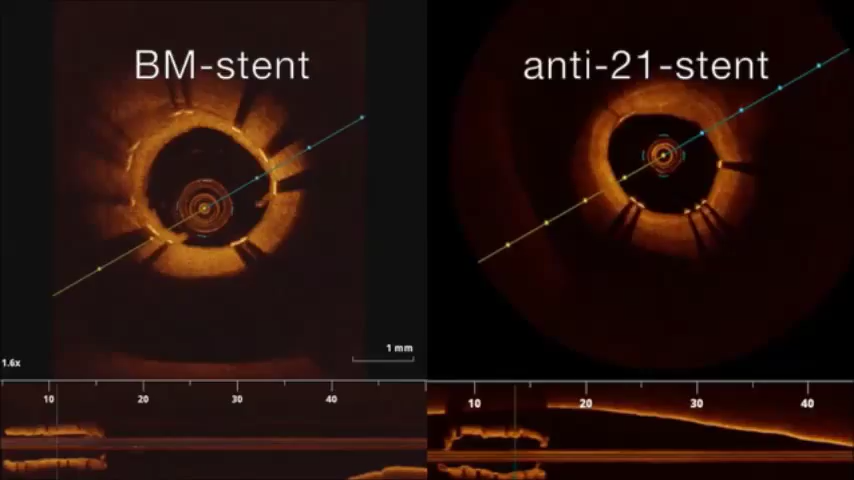 BM-stent
anti-21-stent
1 mm
1.6x
10 20 30 40
10 20 30 40